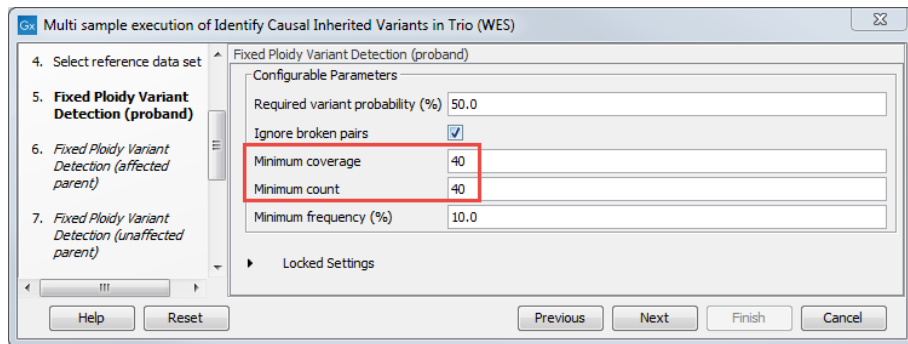 Gx Multi sample execution of Identify Causal Inherited Variants in Trio (WES)
4. Select reference data set
5. Fixed Ploidy Variant
Detection (proband)
6. Fixed Ploidy Variant
Detection (affected
parent)
7. Fixed Ploidy Variant
Detection (unaffected
parent)
Fixed Ploidy Variant Detection (proband)
Configurable Parameters
Required variant probability (%) 50.0
Ignore broken pairs
Minimum coverage 40
Minimum count 40
Minimum frequency (%) 10.0
Locked Settings
Help Reset Previous Next Finish Cancel